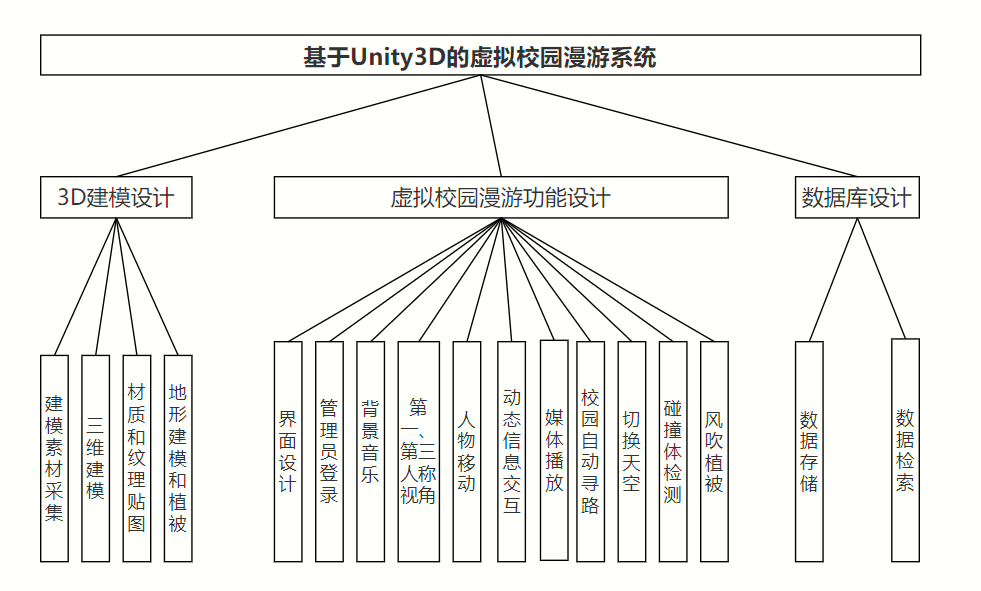 基于Unity3D的虚拟校园漫游系统
3D建模设计
虚拟校园漫游功能设计
数据库设计
建模素材采集
三维建模
材质和纹理贴图
地形建模和植被
界面设计
管理员登录
背景音乐
第一、第三人称视角
人物移动
动态信息交互
媒体播放
校园自动寻路
切换天空
碰撞体检测
风吹植被
数据存储
数据检索